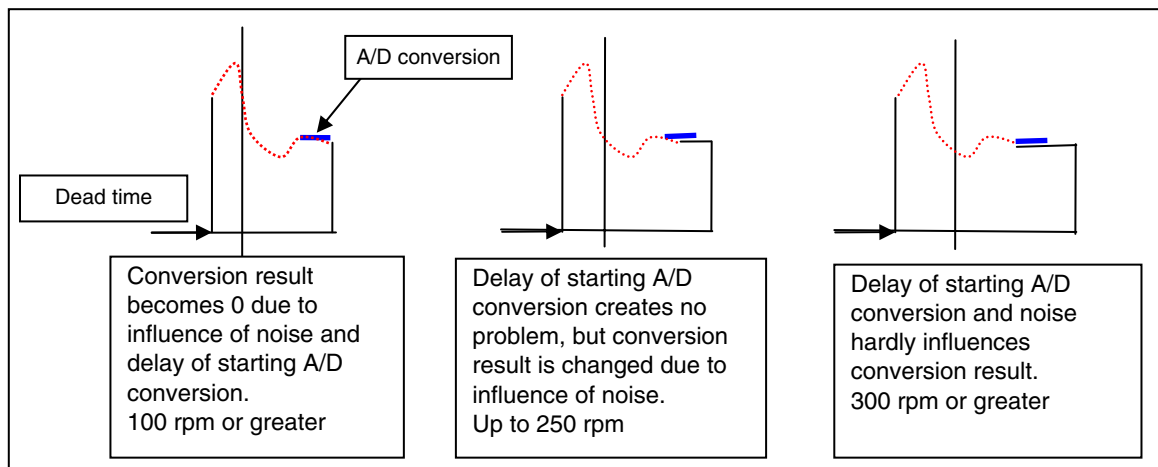 A/D conversion
Dead time
Conversion result
becomes 0 due to
influence of noise and
delay of starting A/D
conversion.
100 rpm or greater
Delay of starting A/D
conversion creates no
problem, but conversion
result is changed due to
influence of noise.
Up to 250 rpm
Delay of starting A/D
conversion and noise
hardly influences
conversion result.
300 rpm or greater